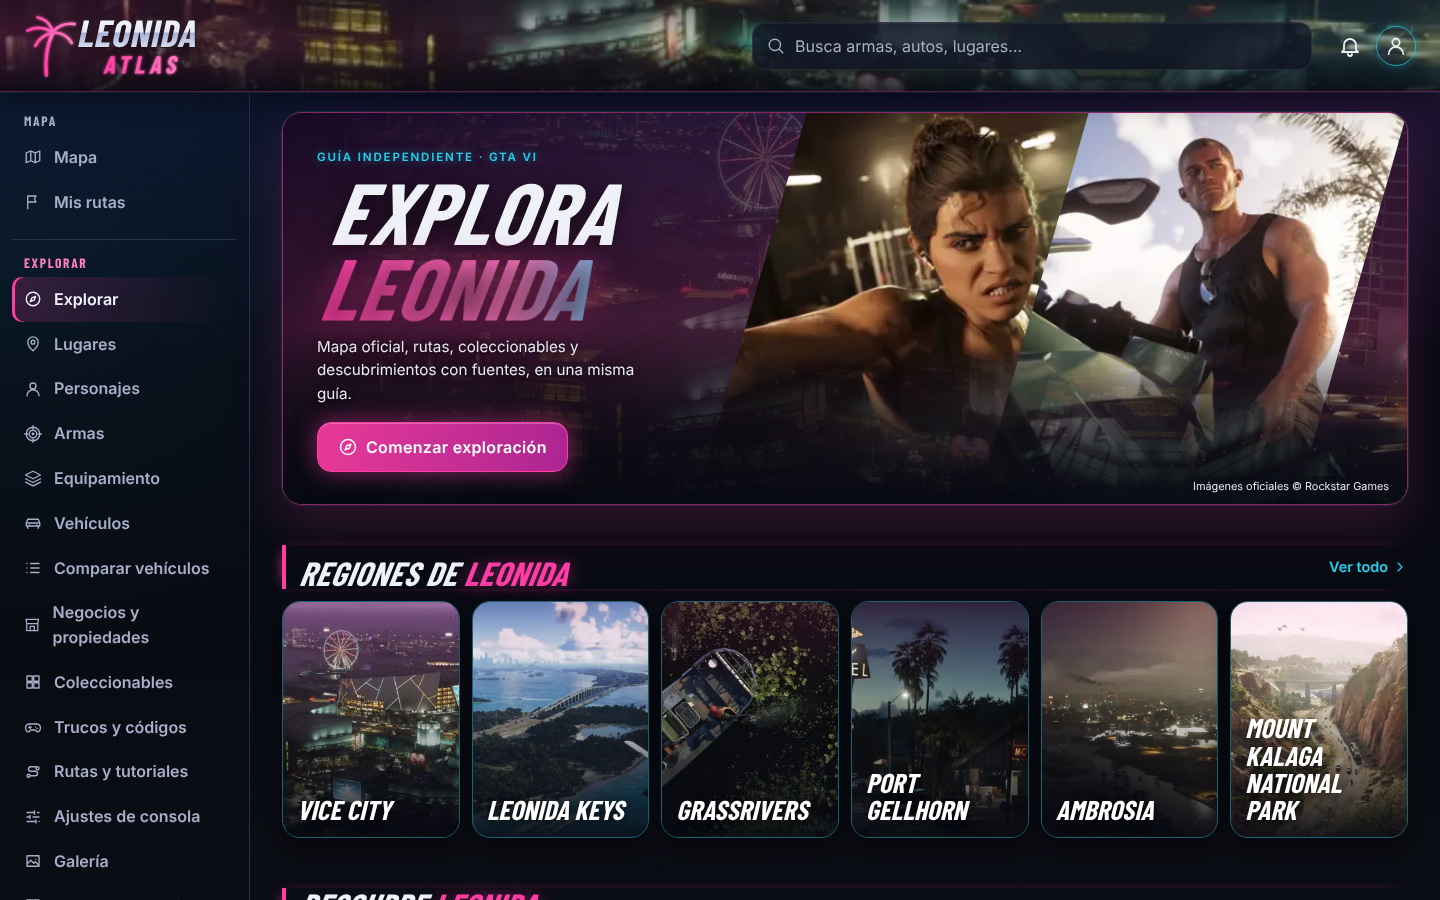 LEONIDA
ATLAS
Busca armas, autos, lugares...
MAPA
Mapa
Mis rutas
EXPLORAR
Explorar
Lugares
Personajes
Armas
Equipamiento
Vehículos
Comparar vehículos
Negocios y
propiedades
Coleccionables
Trucos y códigos
Rutas y tutoriales
Ajustes de consola
Galería
GUÍA INDEPENDIENTE · GTA VI
EXPLORA
LEONIDA
Mapa oficial, rutas, coleccionables y
descubrimientos con fuentes, en una misma
guía.
Comenzar exploración
Imágenes oficiales © Rockstar Games
REGIONES DE LEONIDA
Ver todo
VICE CITY
LEONIDA KEYS
GRASSRIVERS
PORT
GELLHORN
AMBROSIA
MOUNT
KALAGA
NATIONAL
PARK